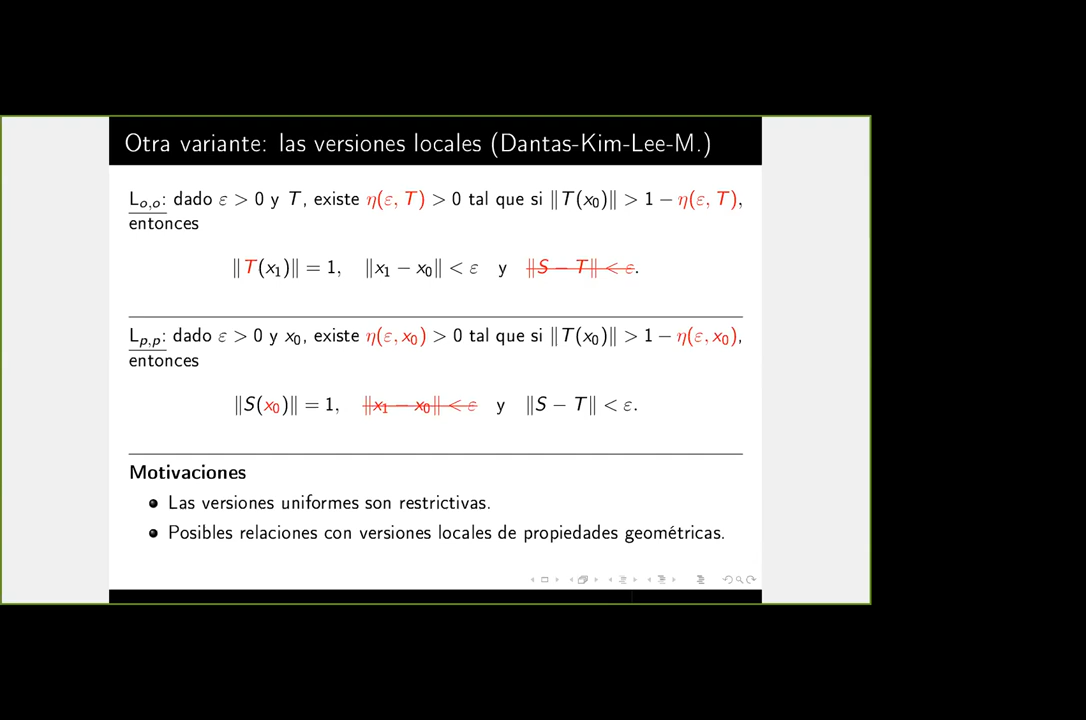 Otra variante: las versiones locales (Dantas-Kim-Lee-M.)
L_{o,o}: dado ε > 0 y T, existe η(ε, T) > 0 tal que si ‖T(x₀)‖ > 1 − η(ε, T),
entonces
‖T(x₁)‖ = 1, ‖x₁ − x₀‖ < ε y ‖S − T‖ < ε.
L_{p,p}: dado ε > 0 y x₀, existe η(ε, x₀) > 0 tal que si ‖T(x₀)‖ > 1 − η(ε, x₀),
entonces
‖S(x₀)‖ = 1, ‖x₁ − x₀‖ < ε y ‖S − T‖ < ε.
Motivaciones
Las versiones uniformes son restrictivas.
Posibles relaciones con versiones locales de propiedades geométricas.